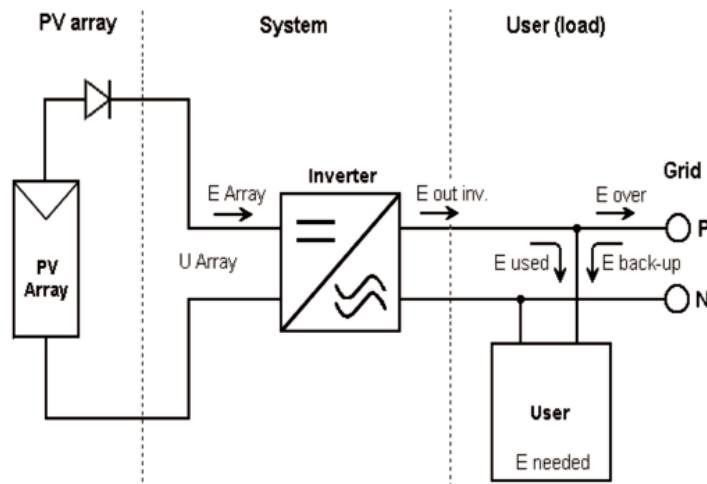 PV array
System
User (load)
Grid
Inverter
E Array
E out inv.
E over
P
U Array
E used
E back-up
PV
Array
N
User
E needed